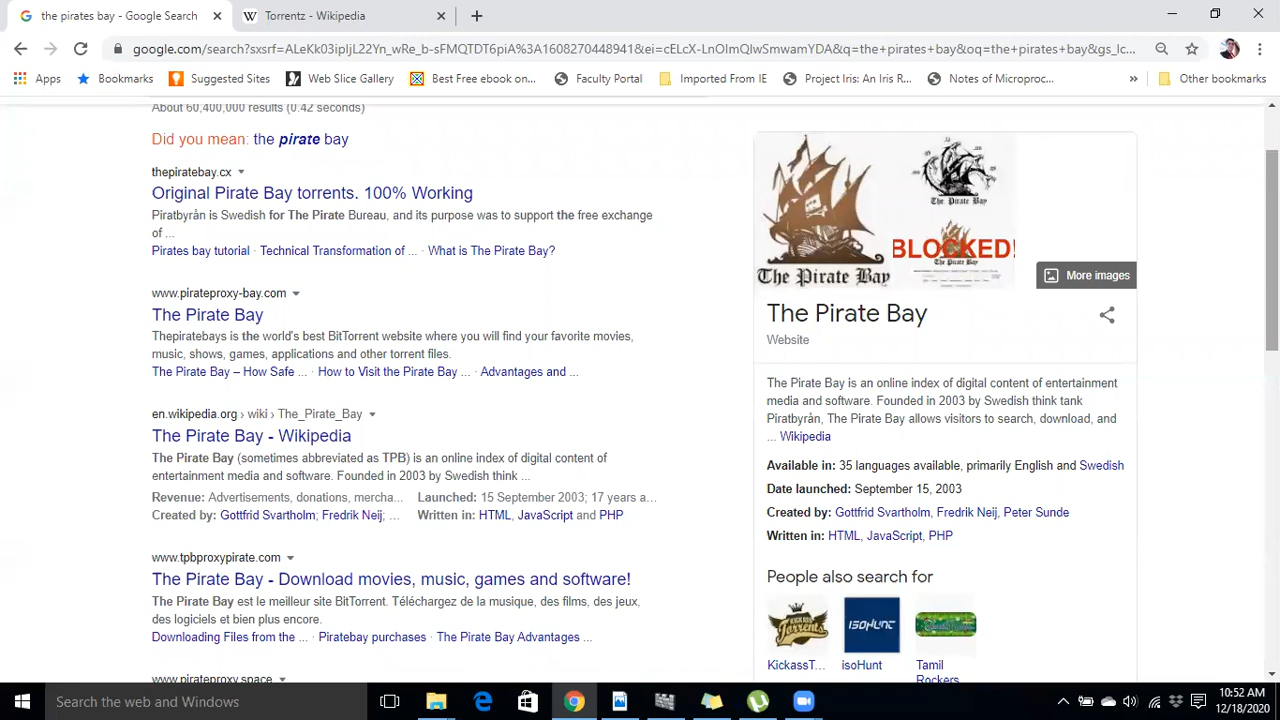 the pirates bay - Google Search
Torrentz - Wikipedia
google.com/search?sxsrf=ALeKk03ipIjL22Yn_wRe_b-sFMQTDT6piA%3A1608270448941&ei=cELcX-LnOImQlwSmwamYDA&q=the+pirates+bay&oq=the+pirates+bay&gs_lc...
Apps
Bookmarks
Suggested Sites
Web Slice Gallery
Best Free ebook on...
Faculty Portal
Imported From IE
Project Iris: An Iris R...
Notes of Microproc...
»
Other bookmarks
About 60,400,000 results (0.42 seconds)
Did you mean: the pirate bay
thepiratebay.cx
Original Pirate Bay torrents. 100% Working
Piratbyrån is Swedish for The Pirate Bureau, and its purpose was to support the free exchange
of ...
Pirates bay tutorial · Technical Transformation of ... · What is The Pirate Bay?
www.pirateproxy-bay.com
The Pirate Bay
Thepiratebays is the world's best BitTorrent website where you will find your favorite movies,
music, shows, games, applications and other torrent files.
The Pirate Bay – How Safe ... · How to Visit the Pirate Bay ... · Advantages and ...
en.wikipedia.org › wiki › The_Pirate_Bay
The Pirate Bay - Wikipedia
The Pirate Bay (sometimes abbreviated as TPB) is an online index of digital content of
entertainment media and software. Founded in 2003 by Swedish think ...
Revenue: Advertisements, donations, mercha... Launched: 15 September 2003; 17 years a...
Created by: Gottfrid Svartholm; Fredrik Neij; ... Written in: HTML, JavaScript and PHP
www.tpbproxypirate.com
The Pirate Bay - Download movies, music, games and software!
The Pirate Bay est le meilleur site BitTorrent. Téléchargez de la musique, des films, des jeux,
des logiciels et bien plus encore.
Downloading Files from the ... · Piratebay purchases · The Pirate Bay Advantages ...
www.pirateproxy.space
The Pirate Bay
The Pirate Bay
BLOCKED!
The Pirate Bay
More images
The Pirate Bay
Website
The Pirate Bay is an online index of digital content of entertainment
media and software. Founded in 2003 by Swedish think tank
Piratbyrån, The Pirate Bay allows visitors to search, download, and
... Wikipedia
Available in: 35 languages available, primarily English and Swedish
Date launched: September 15, 2003
Created by: Gottfrid Svartholm, Fredrik Neij, Peter Sunde
Written in: HTML, JavaScript, PHP
People also search for
KICKASS
Torrents
ISOHUNT
KickassT...
isoHunt
Tamil
Rockers
Search the web and Windows
10:52 AM
12/18/2020